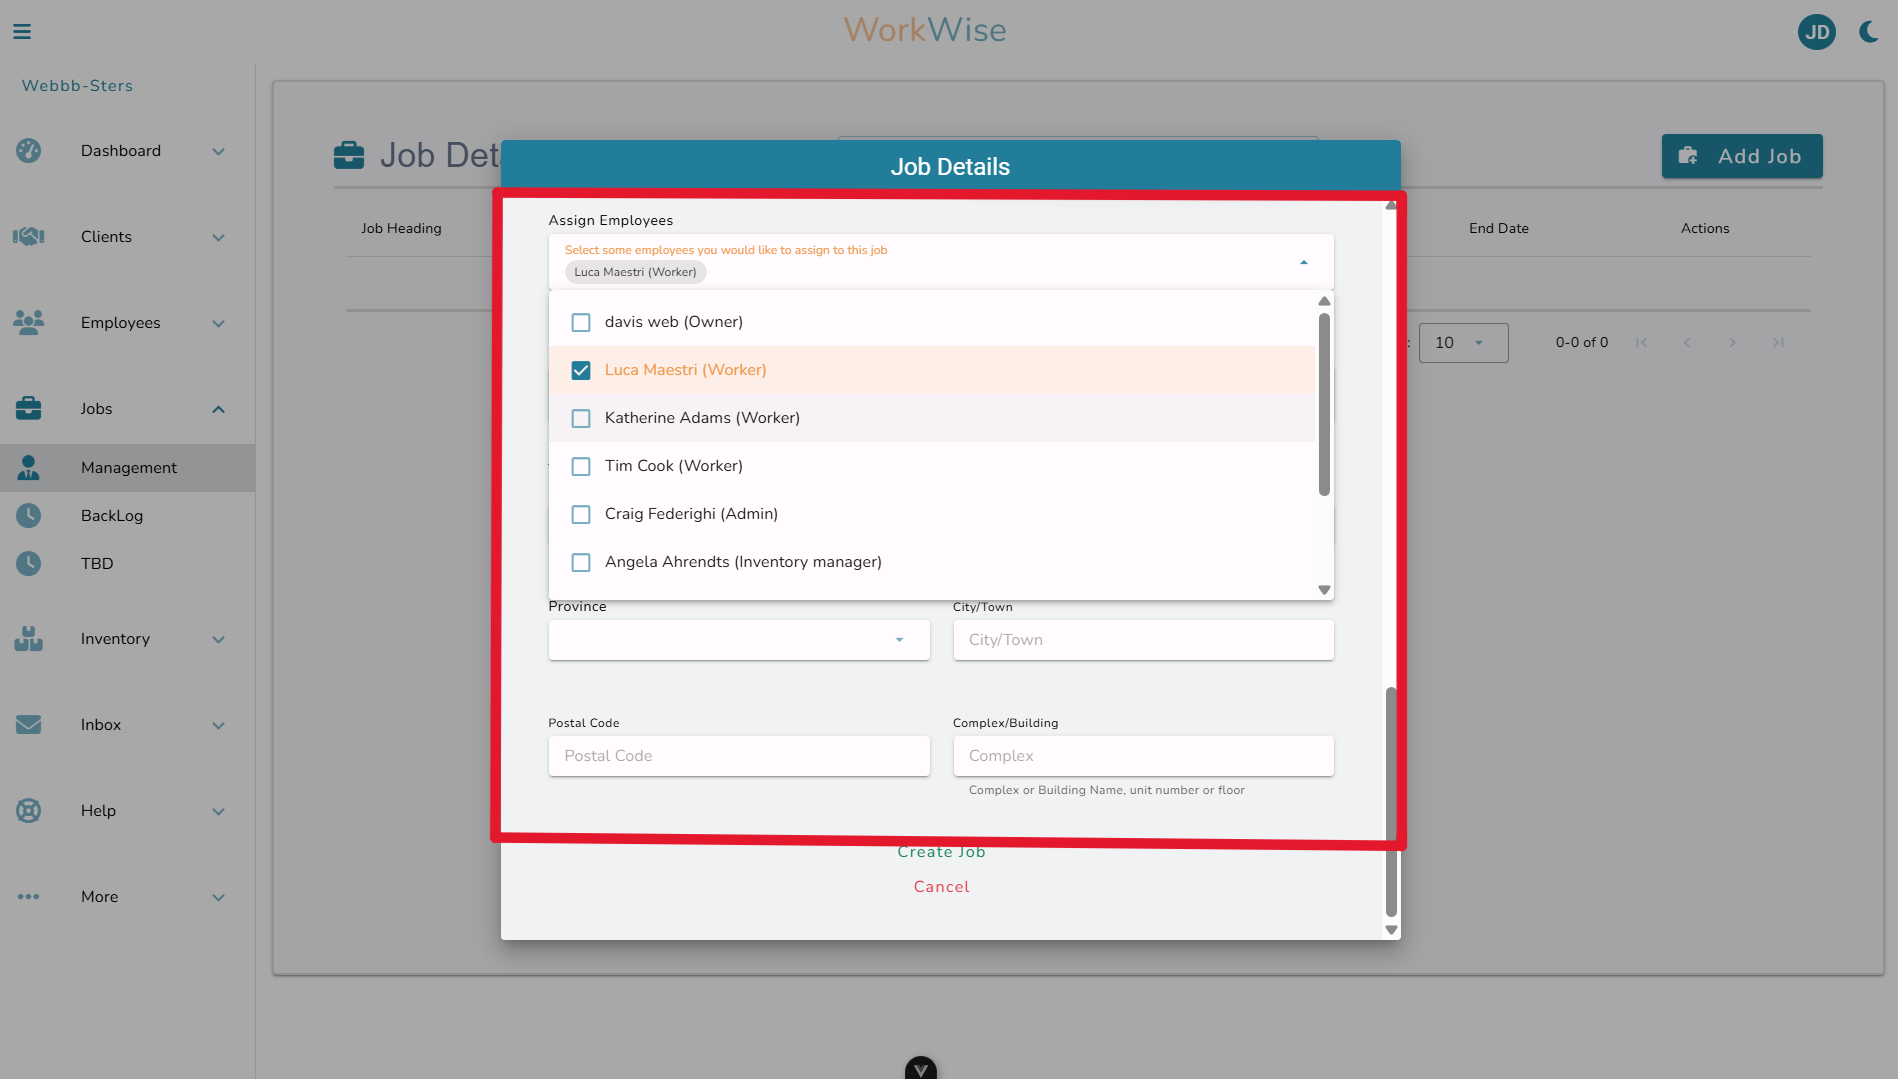 WorkWise
JD
Webbb-Sters
Dashboard
Clients
Employees
Jobs
Management
BackLog
TBD
Inventory
Inbox
Help
More
Job Det
Add Job
Job Heading
End Date
Actions
:
10
0-0 of 0
Job Details
Assign Employees
Select some employees you would like to assign to this job
Luca Maestri (Worker)
davis web (Owner)
Luca Maestri (Worker)
Katherine Adams (Worker)
Tim Cook (Worker)
Craig Federighi (Admin)
Angela Ahrendts (Inventory manager)
Province
City/Town
City/Town
Postal Code
Complex/Building
Postal Code
Complex
Complex or Building Name, unit number or floor
Create Job
Cancel